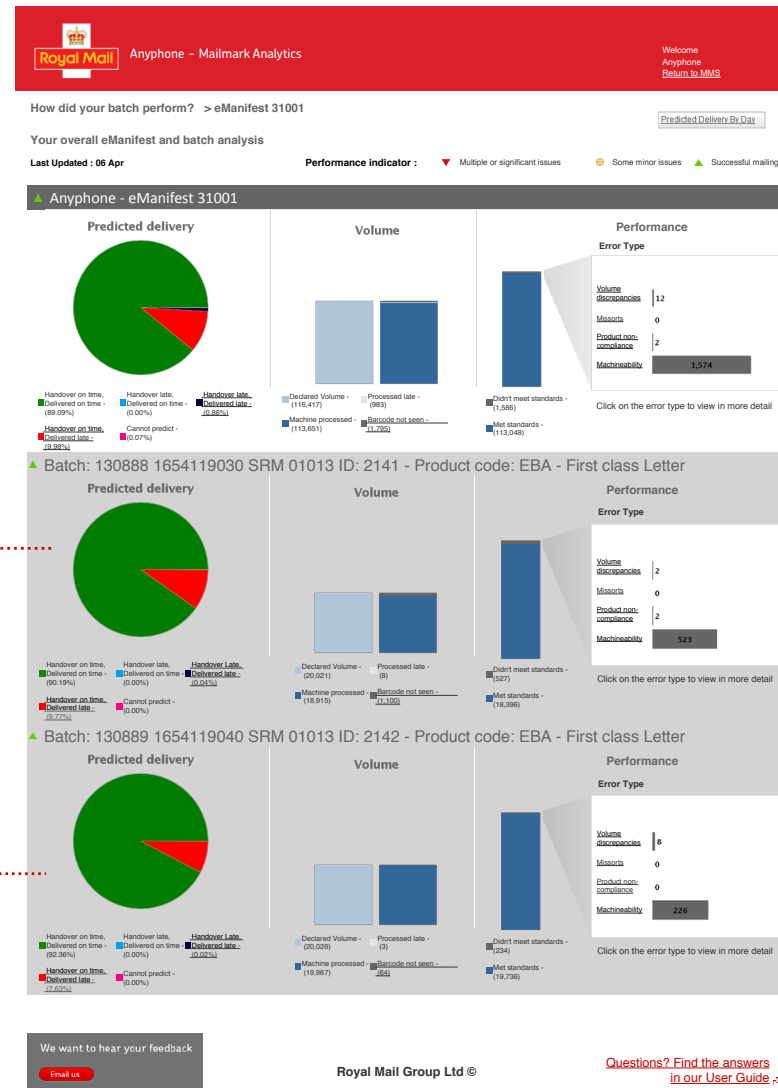 Royal Mail
Anyphone - Mailmark Analytics
Welcome
Anyphone
Return to MMS
How did your batch perform? > eManifest 31001
Predicted Delivery By Day
Your overall eManifest and batch analysis
Last Updated : 06 Apr
Performance indicator :
Multiple or significant issues
Some minor issues
Successful mailing
Anyphone - eManifest 31001
Predicted delivery
Handover on time,
Delivered on time -
(89.09%)
Handover late,
Delivered on time -
(0.00%)
Handover late,
Delivered late -
(0.86%)
Handover on time,
Delivered late -
(9.98%)
Cannot predict -
(0.07%)
Volume
Declared Volume -
(116,417)
Processed late -
(983)
Machine processed -
(113,651)
Barcode not seen -
(1,795)
Performance
Error Type
Volume
discrepancies
12
Missorts
0
Product non-
compliance
2
Machineability
1,574
Didn't meet standards -
(1,586)
Met standards -
(113,048)
Click on the error type to view in more detail
Batch: 130888 1654119030 SRM 01013 ID: 2141 - Product code: EBA - First class Letter
Predicted delivery
Handover on time,
Delivered on time -
(90.19%)
Handover late,
Delivered on time -
(0.00%)
Handover Late,
Delivered late -
(0.04%)
Handover on time,
Delivered late -
(9.77%)
Cannot predict -
(0.00%)
Volume
Declared Volume -
(20,021)
Processed late -
(8)
Machine processed -
(18,915)
Barcode not seen -
(1,100)
Performance
Error Type
Volume
discrepancies
2
Missorts
0
Product non-
compliance
2
Machineability
523
Didn't meet standards -
(527)
Met standards -
(18,396)
Click on the error type to view in more detail
Batch: 130889 1654119040 SRM 01013 ID: 2142 - Product code: EBA - First class Letter
Predicted delivery
Handover on time,
Delivered on time -
(92.36%)
Handover late,
Delivered on time -
(0.00%)
Handover Late,
Delivered late -
(0.02%)
Handover on time,
Delivered late -
(7.63%)
Cannot predict -
(0.00%)
Volume
Declared Volume -
(20,026)
Processed late -
(3)
Machine processed -
(19,967)
Barcode not seen -
(64)
Performance
Error Type
Volume
discrepancies
8
Missorts
0
Product non-
compliance
0
Machineability
226
Didn't meet standards -
(234)
Met standards -
(19,736)
Click on the error type to view in more detail
We want to hear your feedback
Email us
Royal Mail Group Ltd ©
Questions? Find the answers
in our User Guide